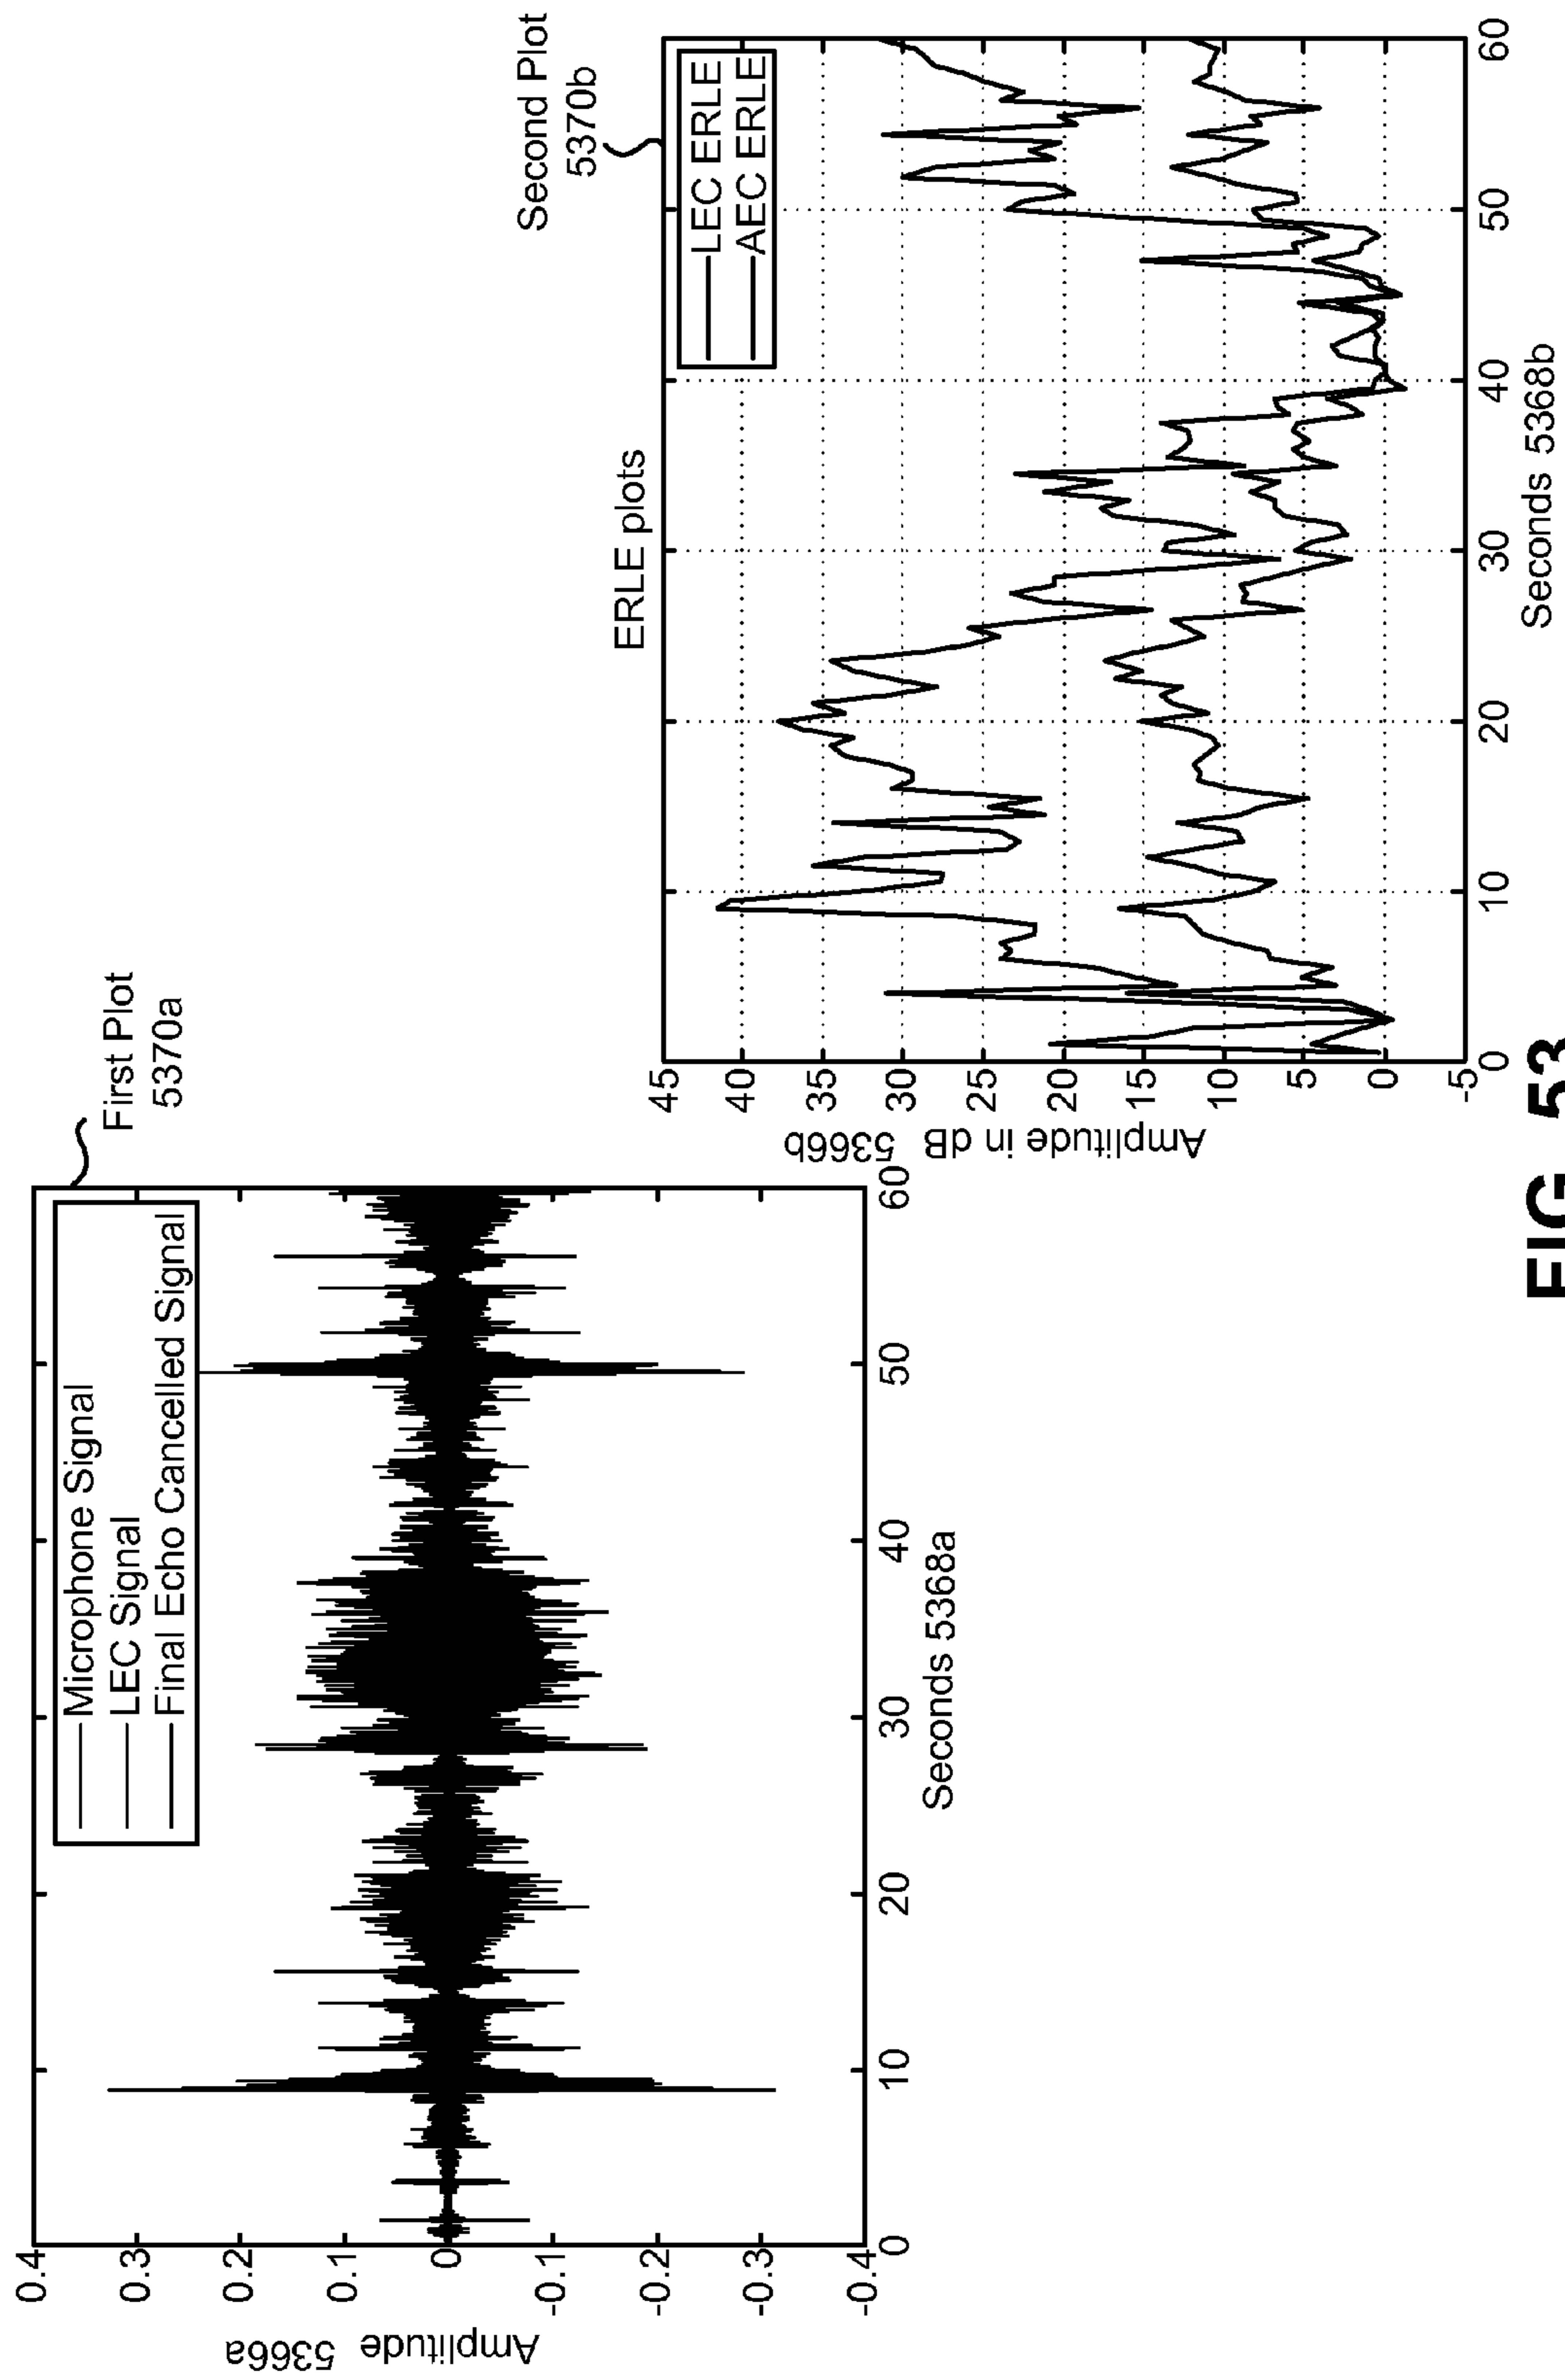 First Plot
5370a
Microphone Signal
LEC Signal
Final Echo Cancelled Signal
0.4
0.3
0.2
0.1
0
-0.1
-0.2
-0.3
-0.4
Amplitude 5366a
0 10 20 30 40 50 60
Seconds 5368a
Second Plot
5370b
ERLE plots
LEC ERLE
AEC ERLE
45
40
35
30
25
20
15
10
5
0
-5
Amplitude in dB 5366b
0 10 20 30 40 50 60
Seconds 5368b
FIG. 53